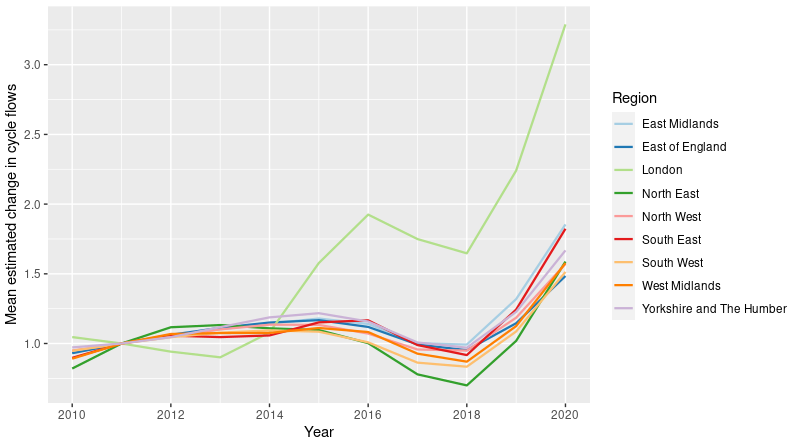 Mean estimated change in cycle flows
3.0
2.5
2.0
1.5
1.0
2010 2012 2014 2016 2018 2020
Year
Region
East Midlands
East of England
London
North East
North West
South East
South West
West Midlands
Yorkshire and The Humber